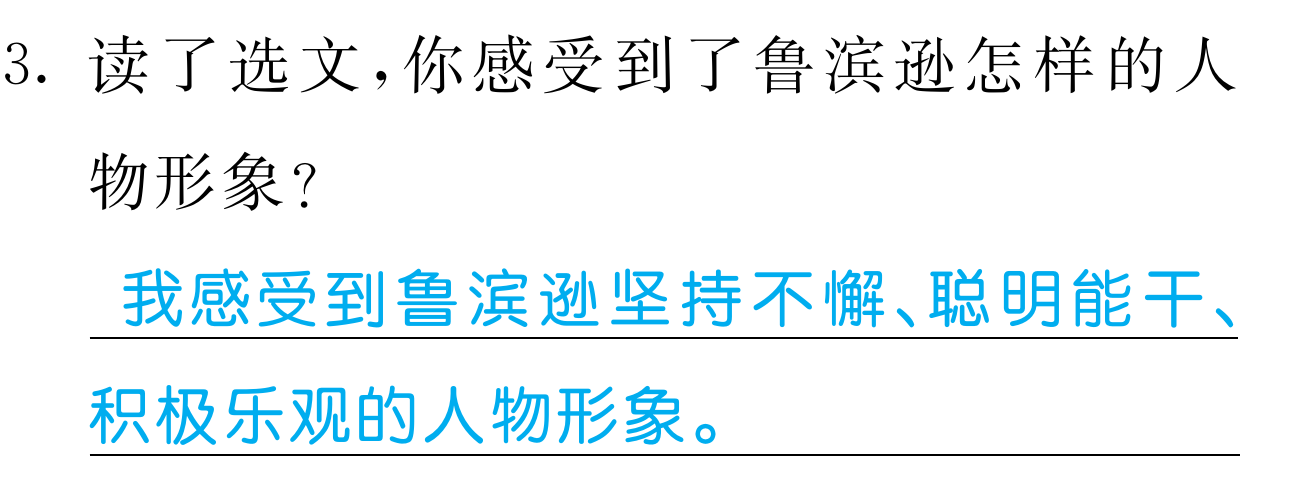 3. 读了选文,你感受到了鲁滨逊怎样的人
物形象?
我感受到鲁滨逊坚持不懈、聪明能干、
积极乐观的人物形象。